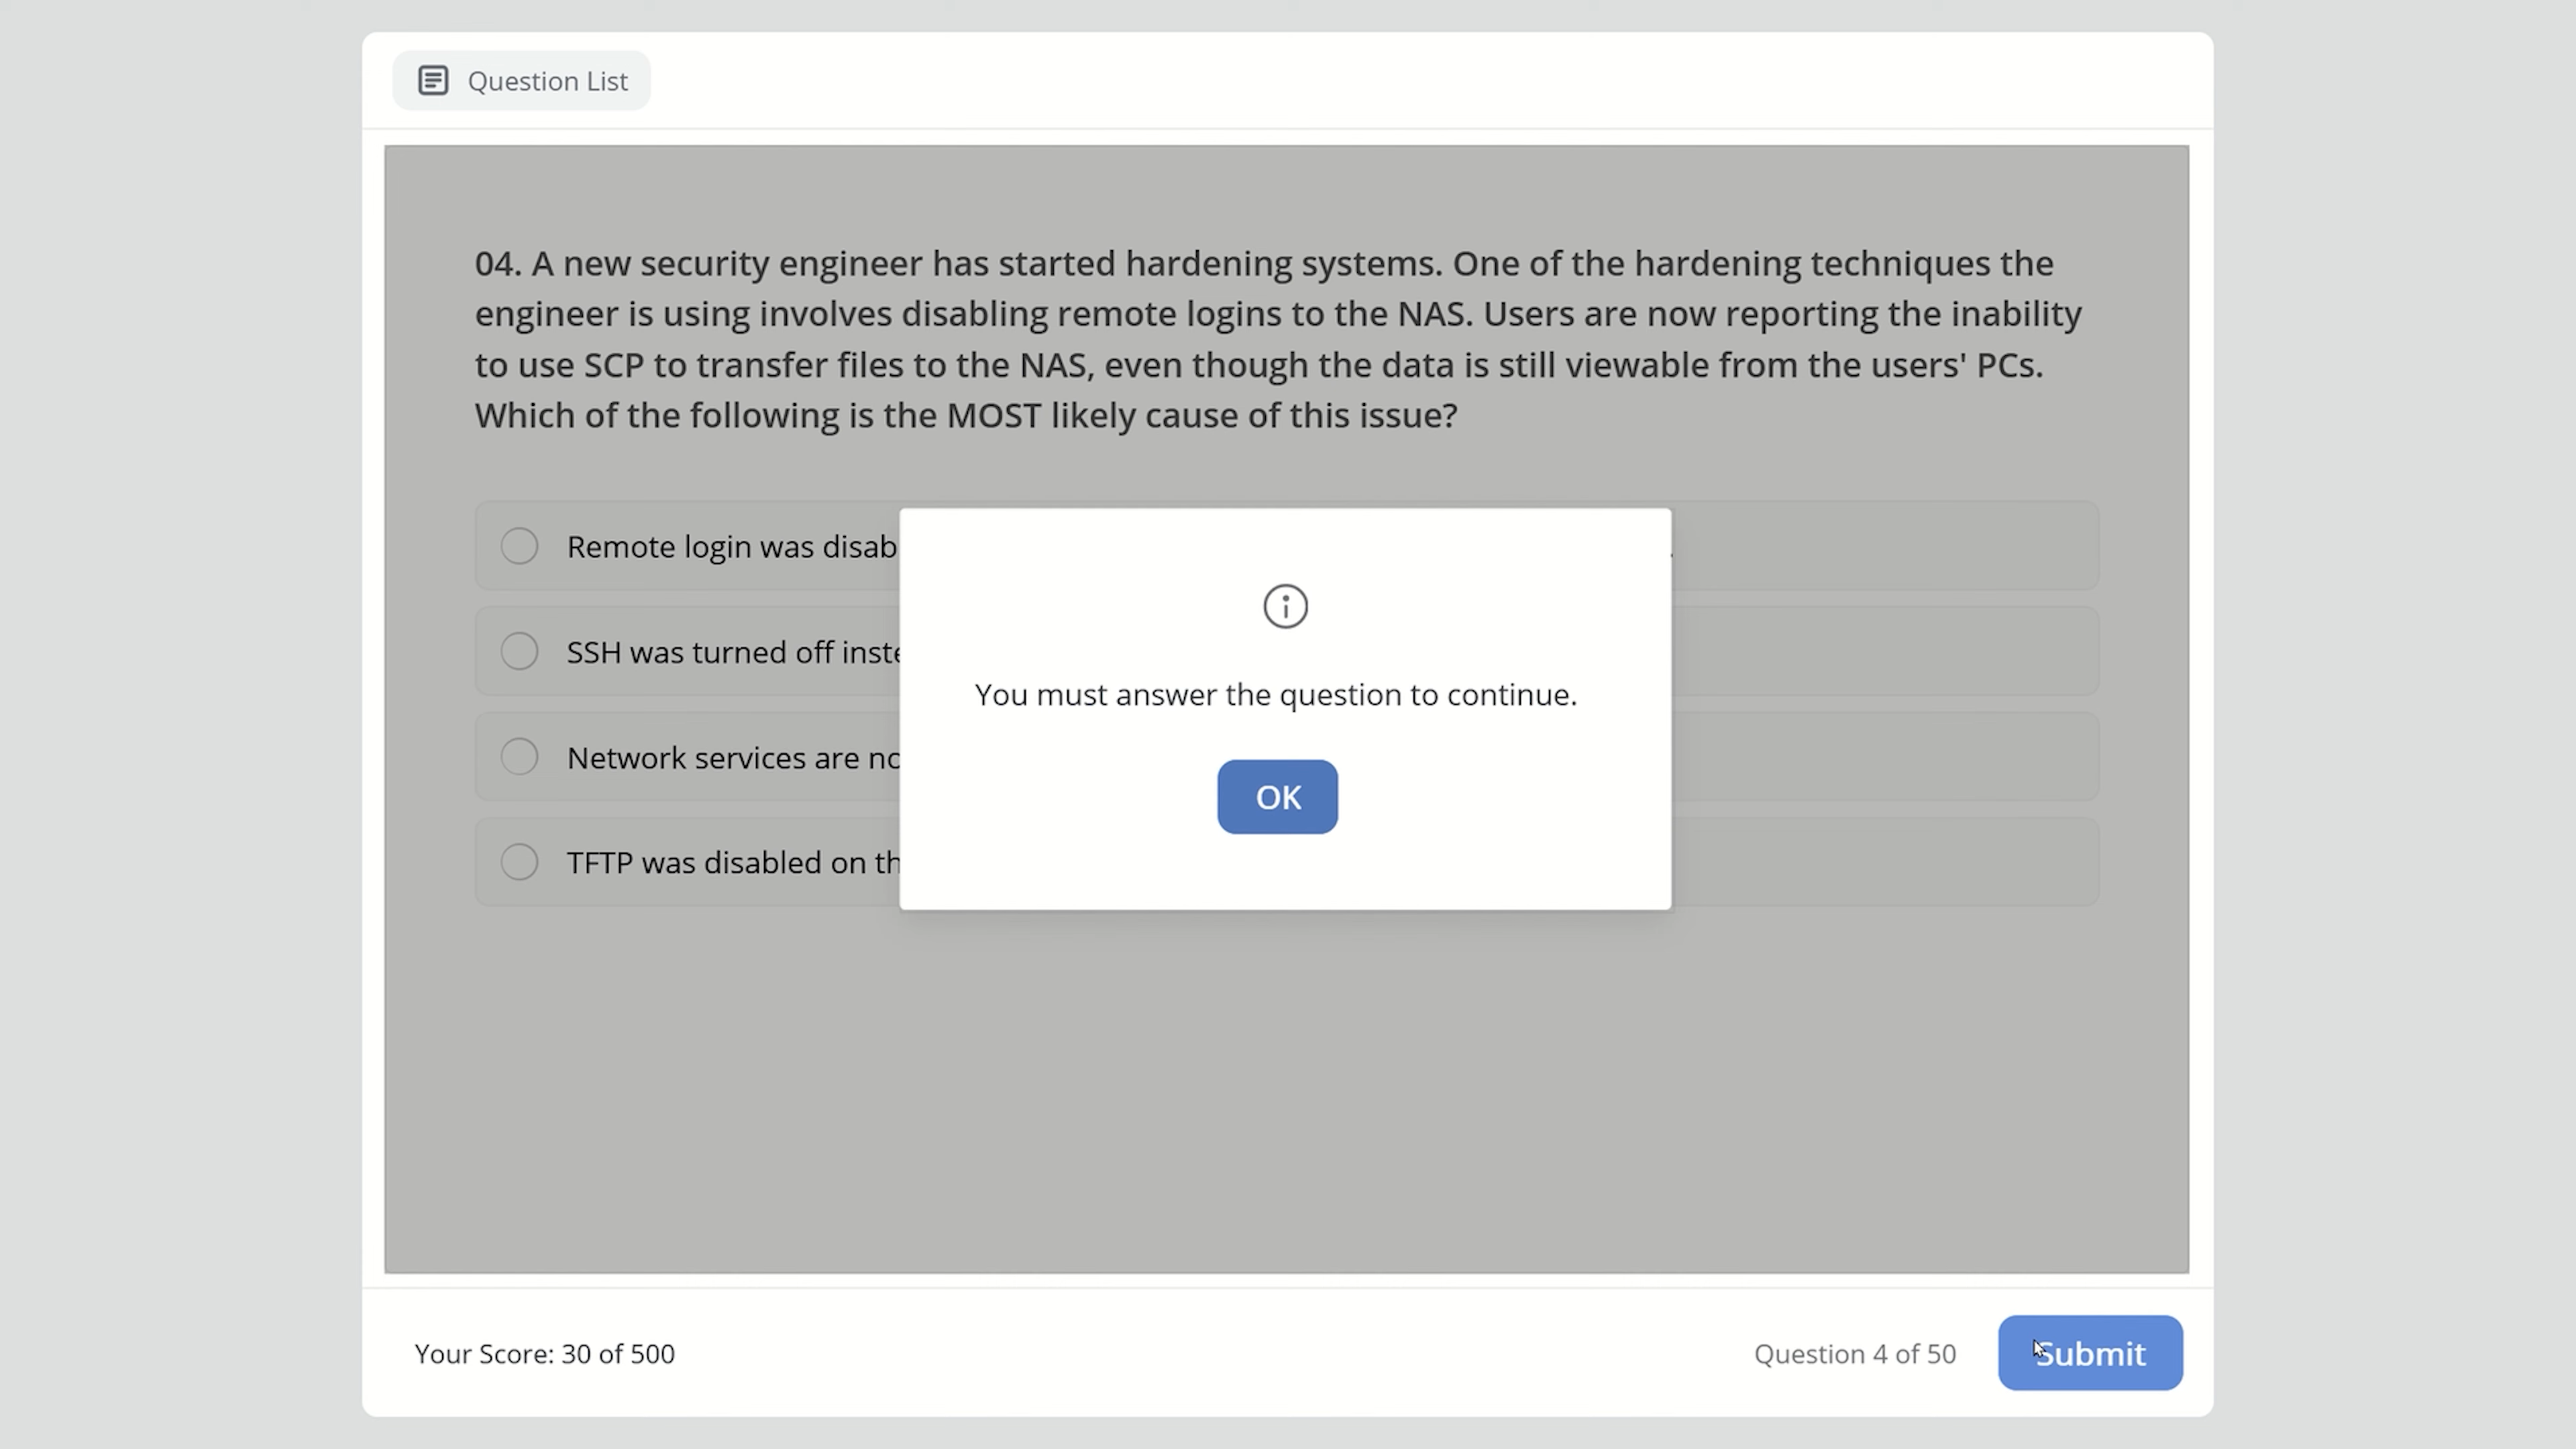 Question List
04. A new security engineer has started hardening systems. One of the hardening techniques the
engineer is using involves disabling remote logins to the NAS. Users are now reporting the inability
to use SCP to transfer files to the NAS, even though the data is still viewable from the users' PCs.
Which of the following is the MOST likely cause of this issue?
Remote login was
SSH was turned off
Network services are
TFTP was disabled on
You must answer the question to continue.
OK
Your Score: 30 of 500
Question 4 of 50
Submit